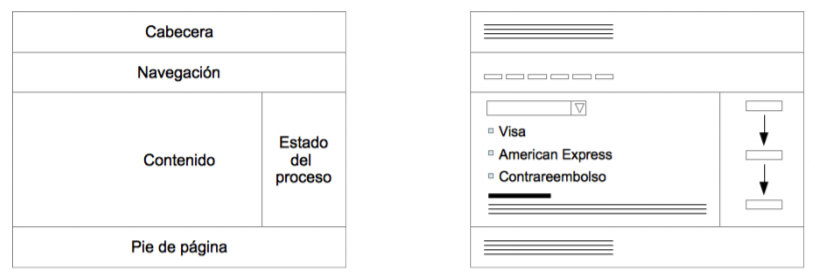 Cabecera
Navegación
Contenido
Estado
del
proceso
Pie de página
Visa
American Express
Contrareembolso